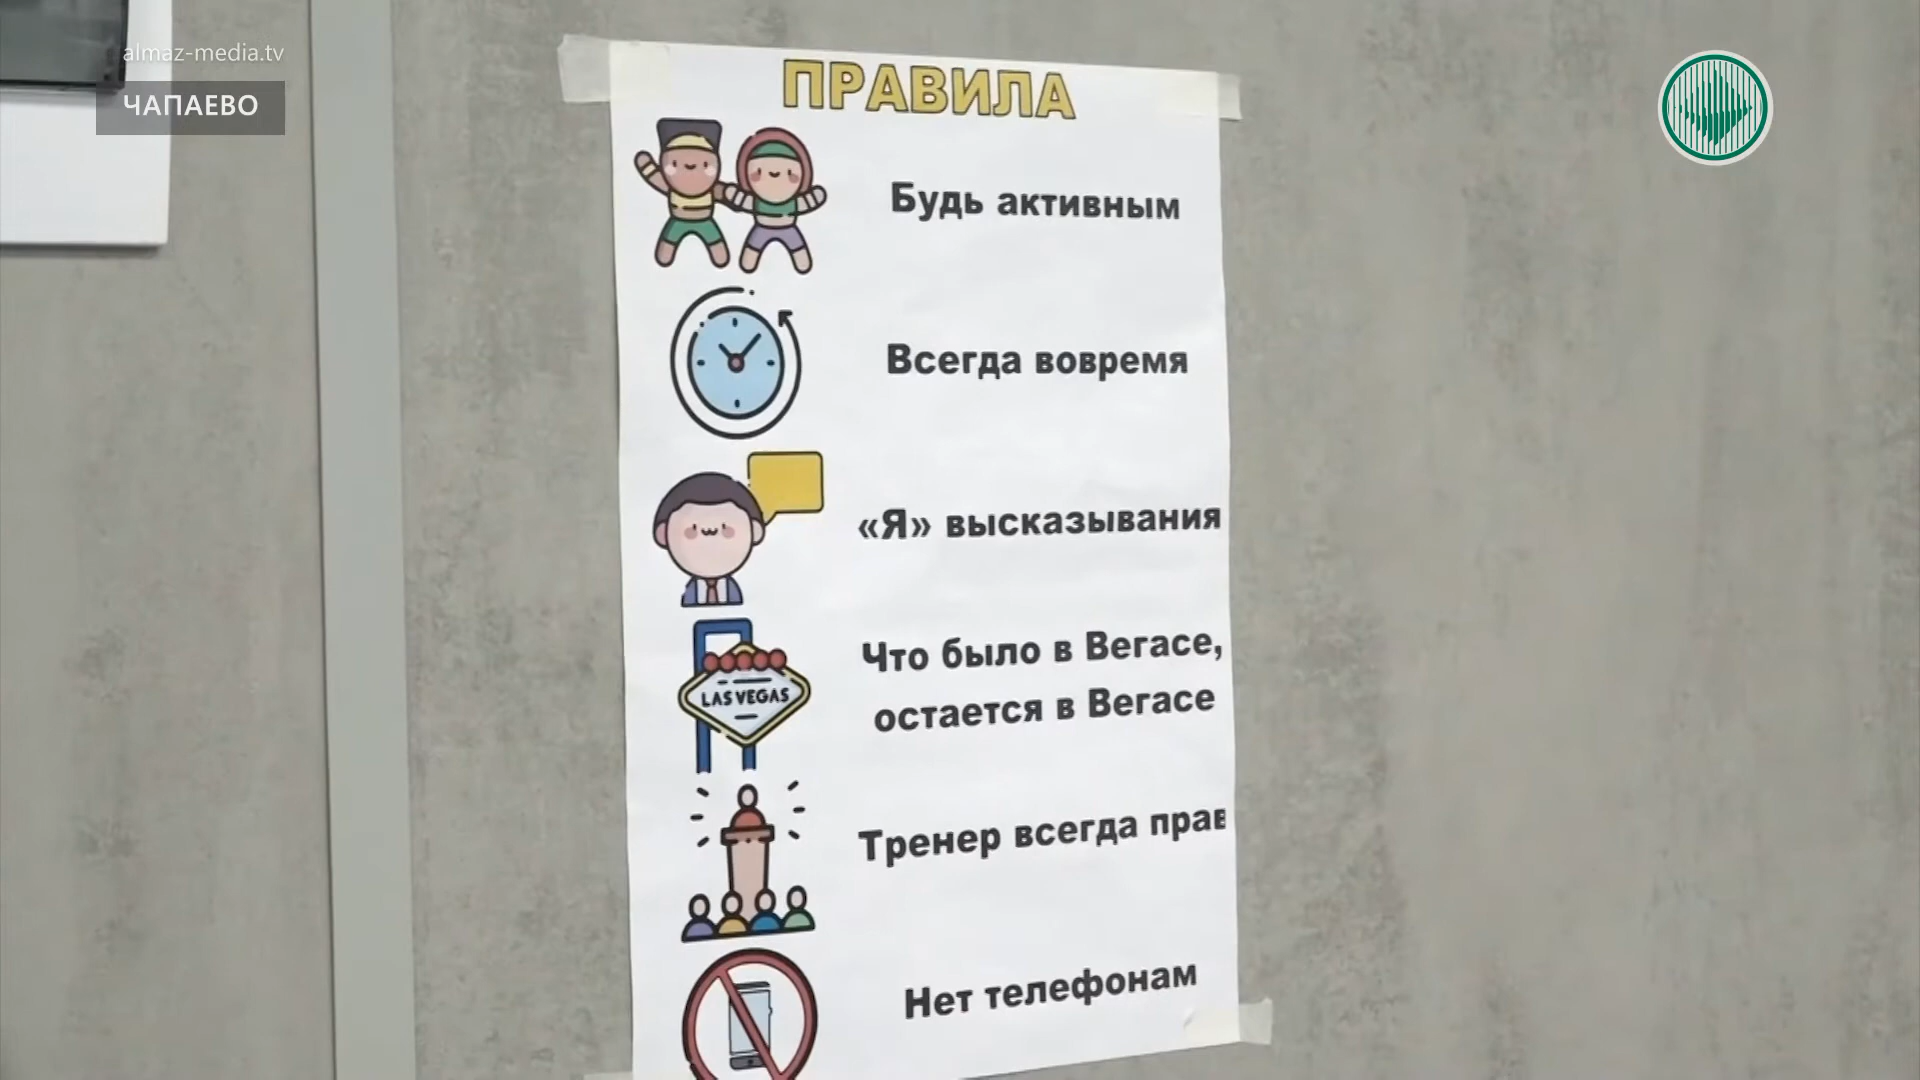 almaz-media.tv
ЧАПАЕВО
ПРАВИЛА
Будь активным
Всегда вовремя
«Я» высказывания
LAS VEGAS
Что было в Вегасе,
остается в Вегасе
Тренер всегда прав
Нет телефонам